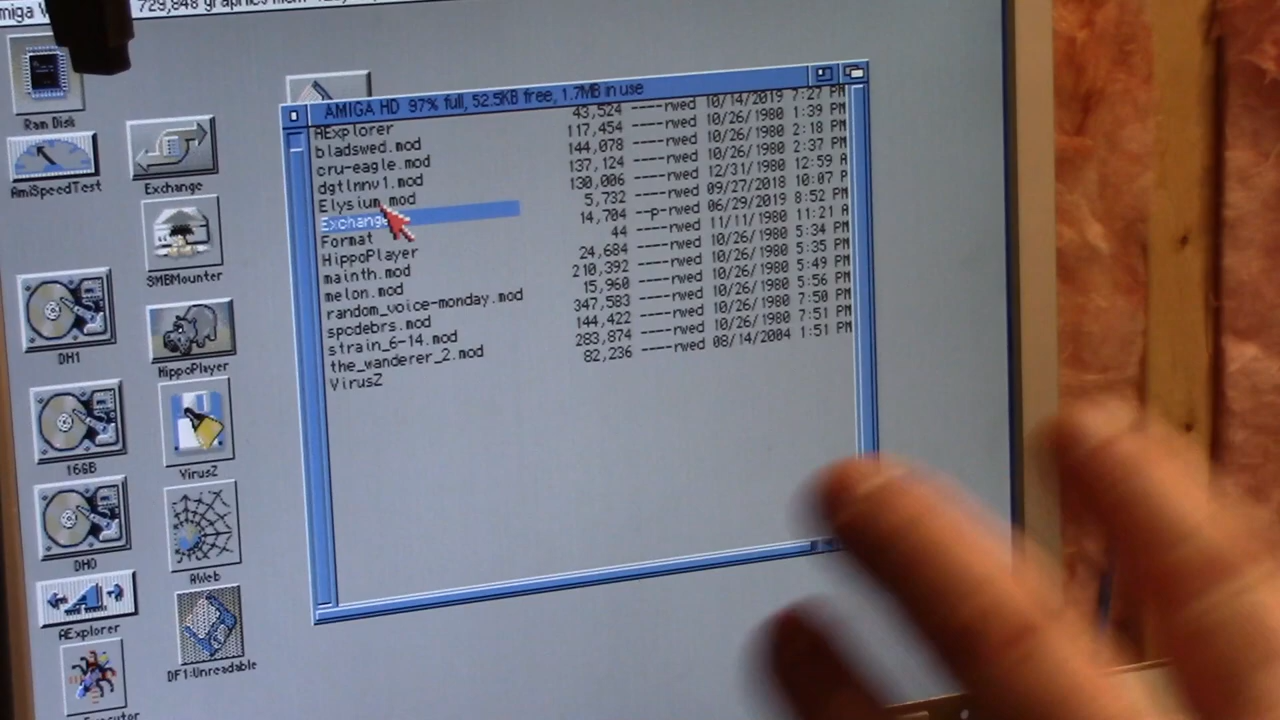 miga W
729,848 graphics mem
AMIGA HD 97% full, 52.5KB free, 1.7MB in use
AExplorer 43,524 ----rwed 10/14/2019 7:27 PM
bladswed.mod 117,454 ----rwed 10/26/1980 1:39 PM
cru-eagle.mod 144,078 ----rwed 10/26/1980 2:18 PM
dgtlnnv1.mod 137,124 ----rwed 10/26/1980 2:37 PM
Elysium.mod 130,006 ----rwed 12/31/1980 12:59 A
Exchange 5,732 ----rwed 09/27/2018 10:07 P
Format 14,704 --p-rwed 06/29/2019 8:52 PM
HippoPlayer 44 ----rwed 11/11/1980 11:21 A
mainth.mod 24,684 ----rwed 10/26/1980 5:34 PM
melon.mod 210,392 ----rwed 10/26/1980 5:35 PM
random_voice-monday.mod 15,960 ----rwed 10/26/1980 5:49 PM
spcdebrs.mod 347,583 ----rwed 10/26/1980 5:56 PM
strain_6-14.mod 144,422 ----rwed 10/26/1980 7:50 PM
the_wanderer_2.mod 283,874 ----rwed 10/26/1980 7:51 PM
VirusZ 82,236 ----rwed 08/14/2004 1:51 PM
Ram Disk
AmiSpeedTest
Exchange
SMBMounter
DH1
HippoPlayer
16GB
VirusZ
DH0
AWeb
AExplorer
DF1:Unreadable
ecutor